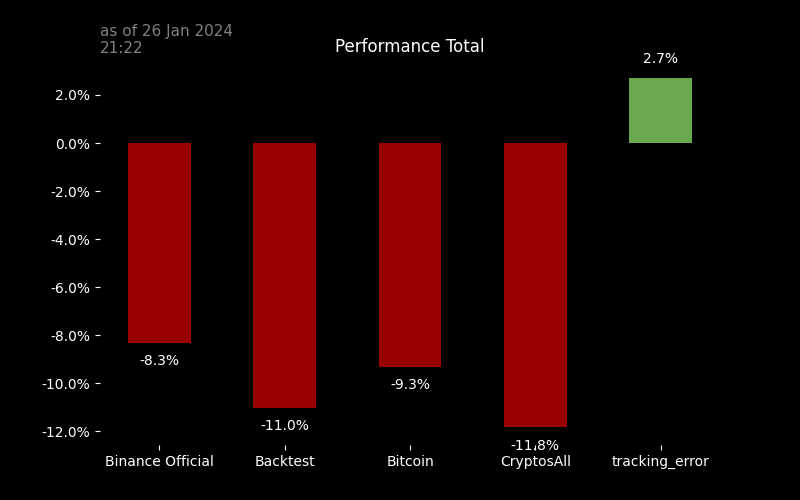 as of 26 Jan 2024
21:22
Performance Total
2.7%
2.0%
0.0%
-2.0%
-4.0%
-6.0%
-8.0%
-10.0%
-12.0%
-8.3%
-11.0%
-9.3%
-11.8%
Binance Official
Backtest
Bitcoin
CryptosAll
tracking_error